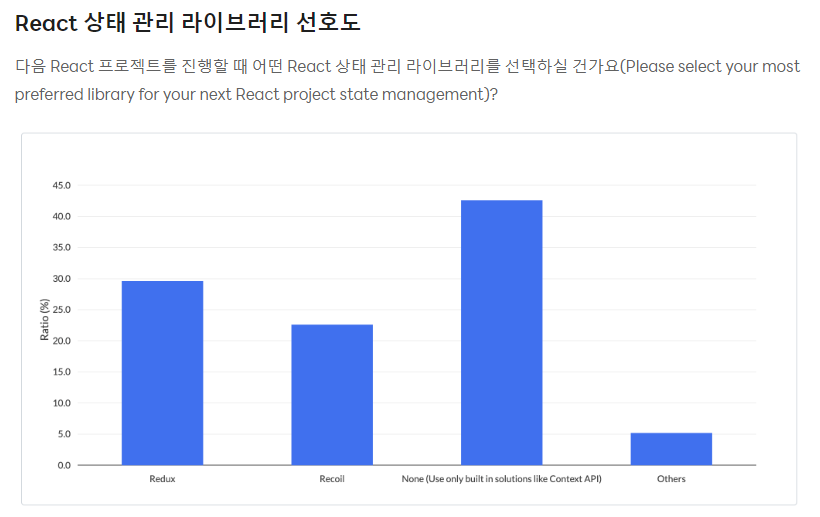 React 상태 관리 라이브러리 선호도
다음 React 프로젝트를 진행할 때 어떤 React 상태 관리 라이브러리를 선택하실 건가요(Please select your most
preferred library for your next React project state management)?
45.0
40.0
35.0
30.0
25.0
20.0
15.0
10.0
5.0
0.0
Ratio (%)
Redux
Recoil
None (Use only built in solutions like Context API)
Others